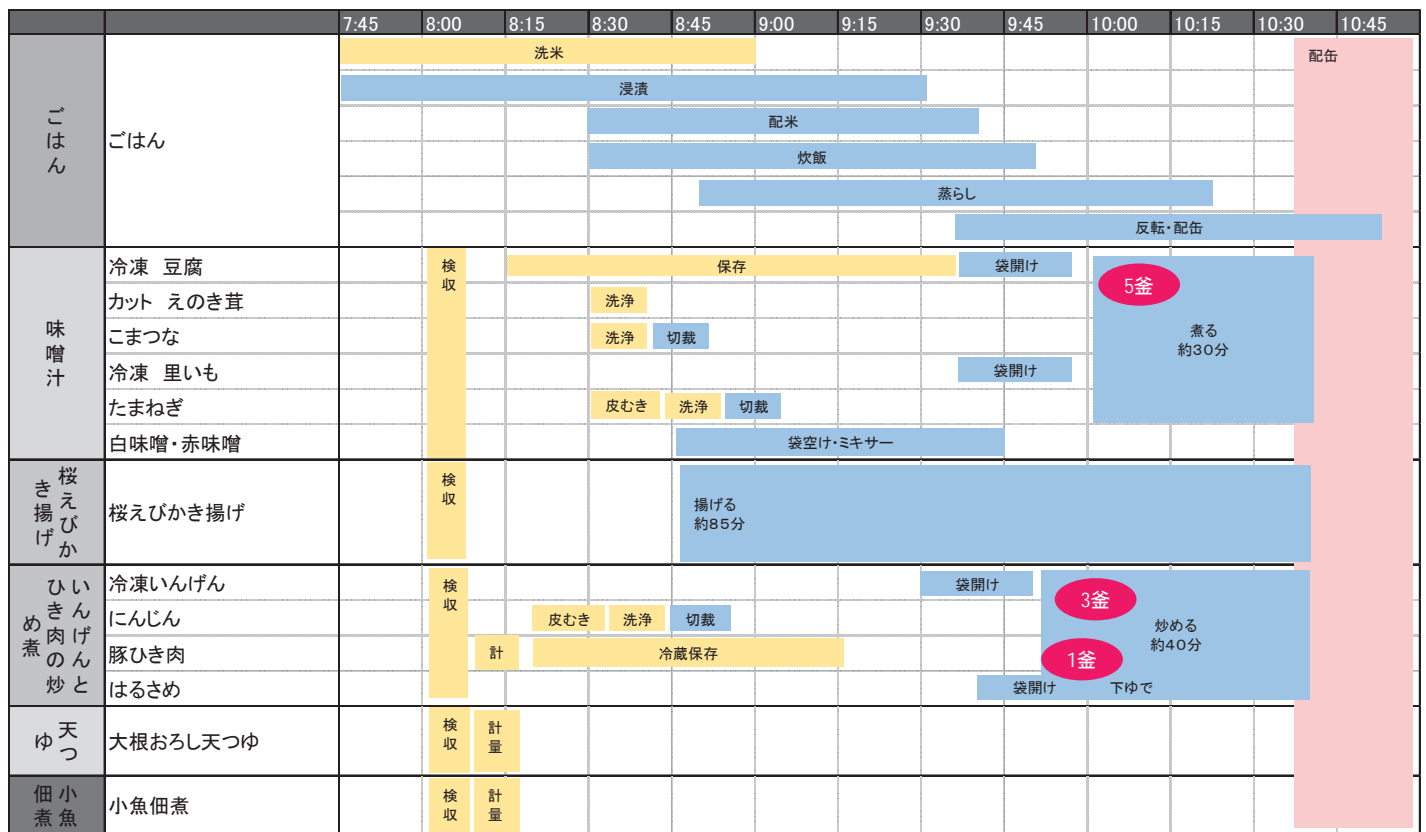 7:45 8:00 8:15 8:30 8:45 9:00 9:15 9:30 9:45 10:00 10:15 10:30 10:45
ごはん
ごはん
洗米
浸漬
配米
炊飯
蒸らし
反転・配缶
配缶
味噌汁
検収
冷凍 豆腐
保存
袋開け
カット えのき茸
洗浄
こまつな
洗浄
切裁
冷凍 里いも
袋開け
たまねぎ
皮むき
洗浄
切裁
白味噌・赤味噌
袋空け・ミキサー
5釜
煮る
約30分
桜えびか
き揚げ
桜えびかき揚げ
検収
揚げる
約85分
いんげんと
ひき肉の炒
め煮
検収
冷凍いんげん
袋開け
にんじん
皮むき
洗浄
切裁
豚ひき肉
計
冷蔵保存
はるさめ
袋開け
下ゆで
3釜
炒める
約40分
1釜
天つ
ゆ
大根おろし天つゆ
検収
計量
小魚
佃煮
小魚佃煮
検収
計量